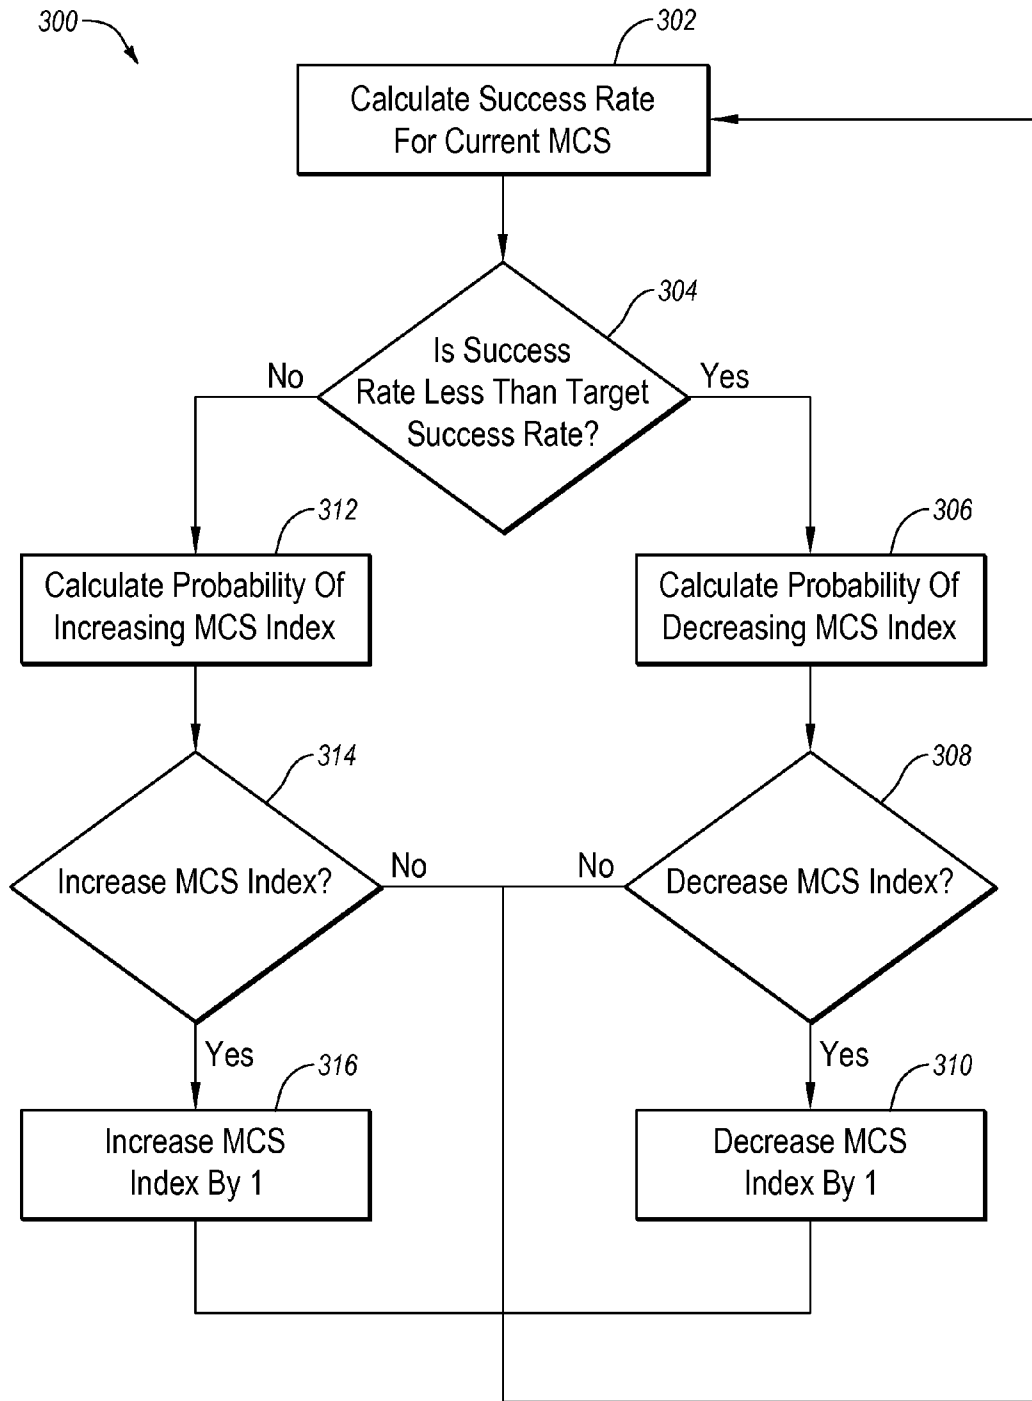 300
302
Calculate Success Rate
For Current MCS
304
Is Success
Rate Less Than Target
Success Rate?
No
Yes
312
306
Calculate Probability Of
Increasing MCS Index
Calculate Probability Of
Decreasing MCS Index
314
308
Increase MCS Index?
No
No
Decrease MCS Index?
Yes
Yes
316
310
Increase MCS
Index By 1
Decrease MCS
Index By 1